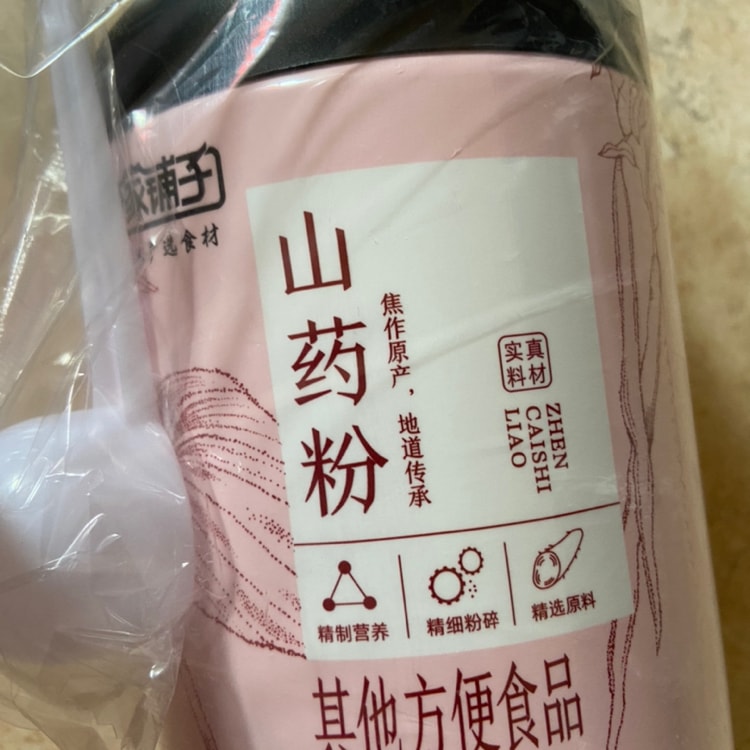 家铺子
选食材
山药粉
焦作原产，地道传承
真材实料
ZHEN
CAISHI
LIAO
精制营养
精细粉碎
精选原料
其他方便食品